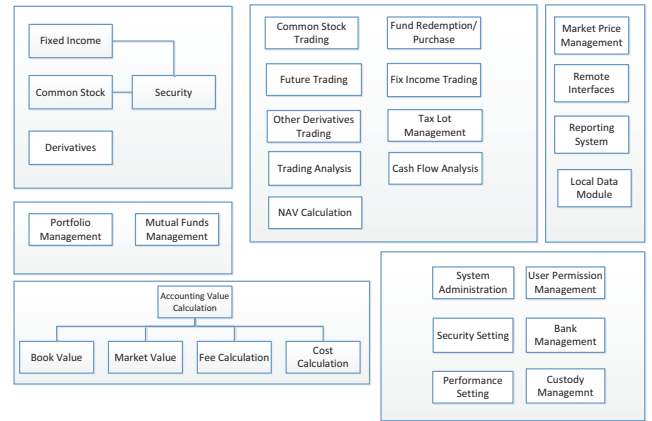 Fixed Income
Common Stock
Security
Derivatives
Common Stock
Trading
Fund Redemption/
Purchase
Future Trading
Fix Income Trading
Other Derivatives
Trading
Tax Lot
Management
Trading Analysis
Cash Flow Analysis
NAV Calculation
Market Price
Management
Remote
Interfaces
Reporting
System
Local Data
Module
Portfolio
Management
Mutual Funds
Management
Accounting Value
Calculation
Book Value
Market Value
Fee Calculation
Cost
Calculation
System
Administration
User Permission
Management
Security Setting
Bank
Management
Performance
Setting
Custody
Managemnt